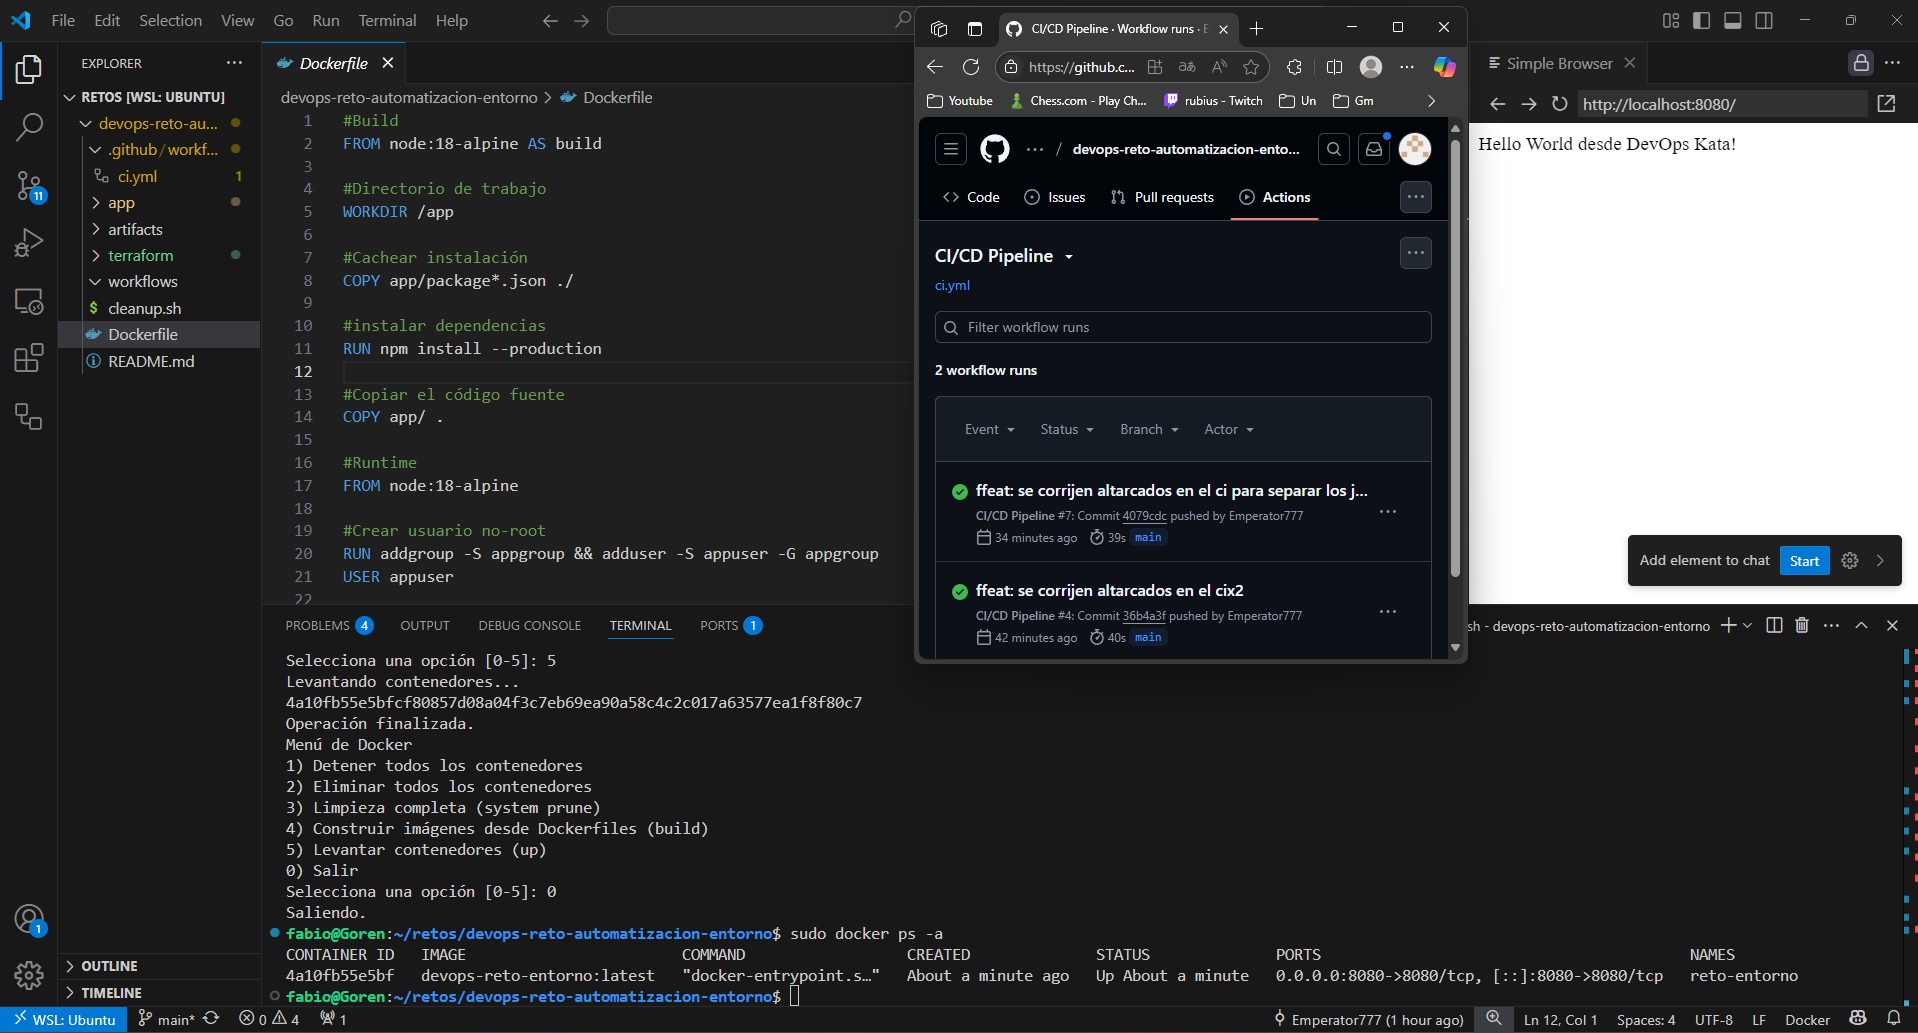 File Edit Selection View Go Run Terminal Help
EXPLORER
RETOS [WSL: UBUNTU]
devops-reto-au...
.github/workf...
ci.yml 1
app
artifacts
terraform
workflows
cleanup.sh
Dockerfile
README.md
OUTLINE
TIMELINE
11
1
Dockerfile
devops-reto-automatizacion-entorno > Dockerfile
1 #Build
2 FROM node:18-alpine AS build
3
4 #Directorio de trabajo
5 WORKDIR /app
6
7 #Cachear instalación
8 COPY app/package*.json ./
9
10 #instalar dependencias
11 RUN npm install --production
12
13 #Copiar el código fuente
14 COPY app/ .
15
16 #Runtime
17 FROM node:18-alpine
18
19 #Crear usuario no-root
20 RUN addgroup -S appgroup && adduser -S appuser -G appgroup
21 USER appuser
22
CI/CD Pipeline · Workflow runs · E
https://github.c...
Youtube Chess.com - Play Ch... rubius - Twitch Un Gm
... / devops-reto-automatizacion-ento...
Code Issues Pull requests Actions
CI/CD Pipeline
ci.yml
Filter workflow runs
2 workflow runs
Event Status Branch Actor
ffeat: se corrijen altarcados en el ci para separar los j...
CI/CD Pipeline #7: Commit 4079cdc pushed by Emperator777
34 minutes ago 39s main
ffeat: se corrijen altarcados en el cix2
CI/CD Pipeline #4: Commit 36b4a3f pushed by Emperator777
42 minutes ago 40s main
Simple Browser
http://localhost:8080/
Hello World desde DevOps Kata!
Add element to chat Start
PROBLEMS 4 OUTPUT DEBUG CONSOLE TERMINAL PORTS 1
sh - devops-reto-automatizacion-entorno
Selecciona una opción [0-5]: 5
Levantando contenedores...
4a10fb55e5bfcf80857d08a04f3c7eb69ea90a58c4c2c017a63577ea1f8f80c7
Operación finalizada.
Menú de Docker
1) Detener todos los contenedores
2) Eliminar todos los contenedores
3) Limpieza completa (system prune)
4) Construir imágenes desde Dockerfiles (build)
5) Levantar contenedores (up)
0) Salir
Selecciona una opción [0-5]: 0
Saliendo.
fabio@Goren:~/retos/devops-reto-automatizacion-entorno$ sudo docker ps -a
CONTAINER ID IMAGE COMMAND CREATED STATUS PORTS NAMES
4a10fb55e5bf devops-reto-entorno:latest "docker-entrypoint.s…" About a minute ago Up About a minute 0.0.0.0:8080->8080/tcp, [::]:8080->8080/tcp reto-entorno
fabio@Goren:~/retos/devops-reto-automatizacion-entorno$
WSL: Ubuntu main* 0 4 1 Emperator777 (1 hour ago) Ln 12, Col 1 Spaces: 4 UTF-8 LF Docker